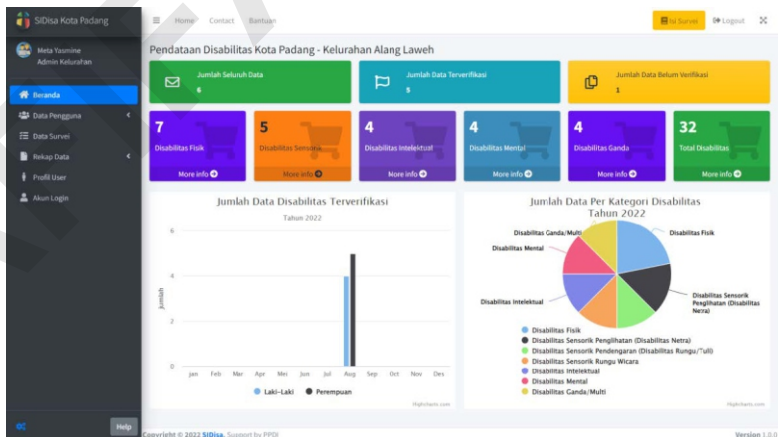 SiDisa Kota Padang
Home Contact Bantuan
Isi Survei Logout
Meta Yasmine
Admin Kelurahan
Beranda
Data Pengguna
Data Survei
Rekap Data
Profil User
Akun Login
Help
Pendataan Disabilitas Kota Padang - Kelurahan Alang Laweh
Jumlah Seluruh Data
6
Jumlah Data Terverifikasi
5
Jumlah Data Belum Verifikasi
1
7
Disabilitas Fisik
More info
5
Disabilitas Sensorik
More info
4
Disabilitas Intelektual
More info
4
Disabilitas Mental
More info
4
Disabilitas Ganda
More info
32
Total Disabilitas
More info
Jumlah Data Disabilitas Terverifikasi
Tahun 2022
Jumlah
6
4
2
0
Jan Feb Mar Apr Mei Jun Jul Aug Sep Oct Nov Des
Laki-Laki Perempuan
Highcharts.com
Jumlah Data Per Kategori Disabilitas
Tahun 2022
Disabilitas Ganda/Multi
Disabilitas Fisik
Disabilitas Mental
Disabilitas Intelektual
Disabilitas Sensorik
Penglihatan (Disabilitas
Netra)
Disabilitas Fisik
Disabilitas Sensorik Penglihatan (Disabilitas Netra)
Disabilitas Sensorik Pendengaran (Disabilitas Rungu/Tuli)
Disabilitas Sensorik Rungu Wicara
Disabilitas Intelektual
Disabilitas Mental
Disabilitas Ganda/Multi
Highcharts.com
Copyright © 2022 SIDisa. Support by PPDI
Version 1.0.0